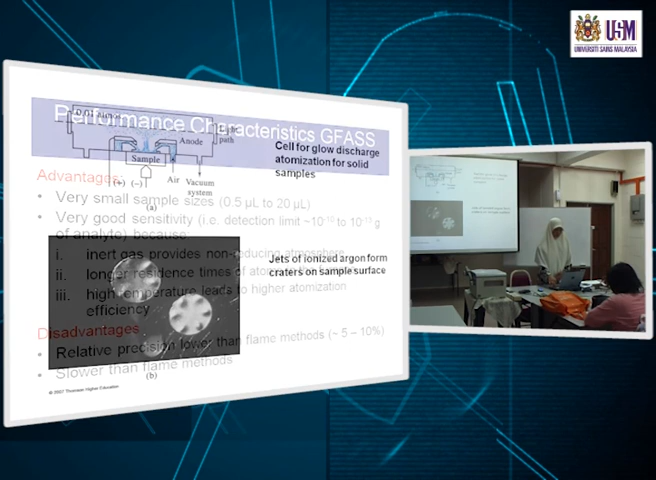 USM
UNIVERSITI SAINS MALAYSIA
Performance Characteristics GFASS
path
Anode
Sample
(+) (−)
Air Vacuum
system
(a)
Cell for glow discharge
atomization for solid
samples
Advantages:
• Very small sample sizes (0.5 µL to 20 µL)
• Very good sensitivity (i.e. detection limit ~10⁻¹⁰ to 10⁻¹³ g
of analyte) because:
i. inert gas provides non-reducing atmosphere
ii. longer residence times of atoms
iii. high temperature leads to higher atomization
efficiency
Jets of ionized argon form
craters on sample surface
Disadvantages
• Relative precision lower than flame methods (~ 5 – 10%)
• Slower than flame methods
(b)
© 2007 Thomson Higher Education